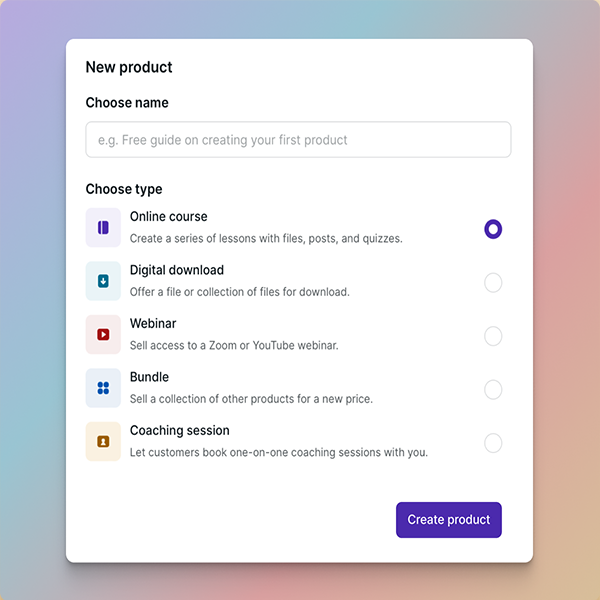 New product
Choose name
e.g. Free guide on creating your first product
Choose type
Online course
Create a series of lessons with files, posts, and quizzes.
Digital download
Offer a file or collection of files for download.
Webinar
Sell access to a Zoom or YouTube webinar.
Bundle
Sell a collection of other products for a new price.
Coaching session
Let customers book one-on-one coaching sessions with you.
Create product